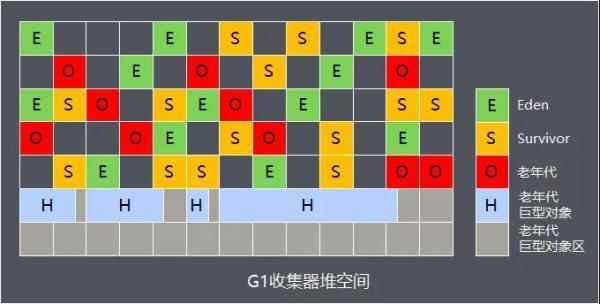 E E S S E S E
O E O S E O
E S O S E O E S S
O O E S O S E
S E S S E S O O
H H H H
E Eden
S Survivor
O 老年代
H 老年代
巨型对象
老年代
巨型对象区
G1收集器堆空间